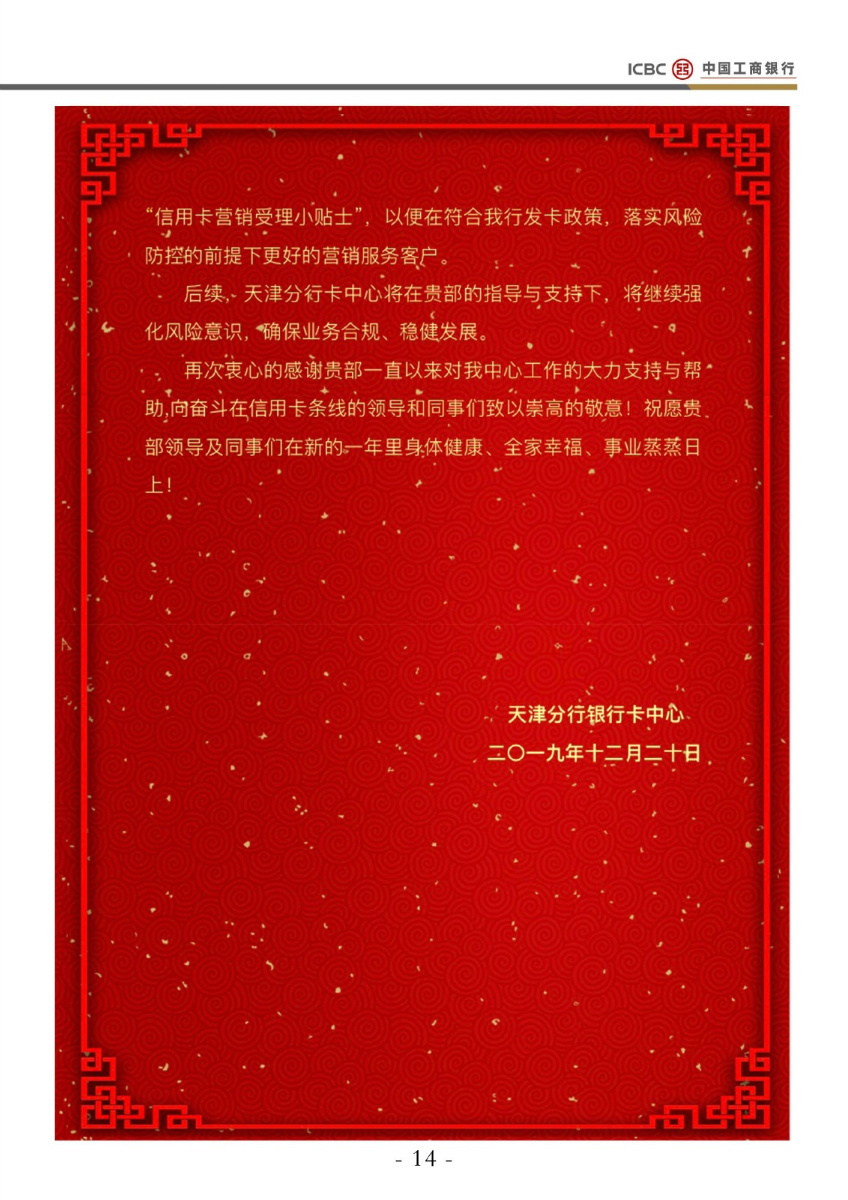 ICBC 中国工商银行
“信用卡营销受理小贴士”，以便在符合我行发卡政策，落实风险
防控的前提下更好的营销服务客户。
后续，天津分行卡中心将在贵部的指导与支持下，将继续强
化风险意识，确保业务合规、稳健发展。
再次衷心的感谢贵部一直以来对我中心工作的大力支持与帮
助,向奋斗在信用卡条线的领导和同事们致以崇高的敬意！祝愿贵
部领导及同事们在新的一年里身体健康、全家幸福、事业蒸蒸日
上！
天津分行银行卡中心
二〇一九年十二月二十日
- 14 -